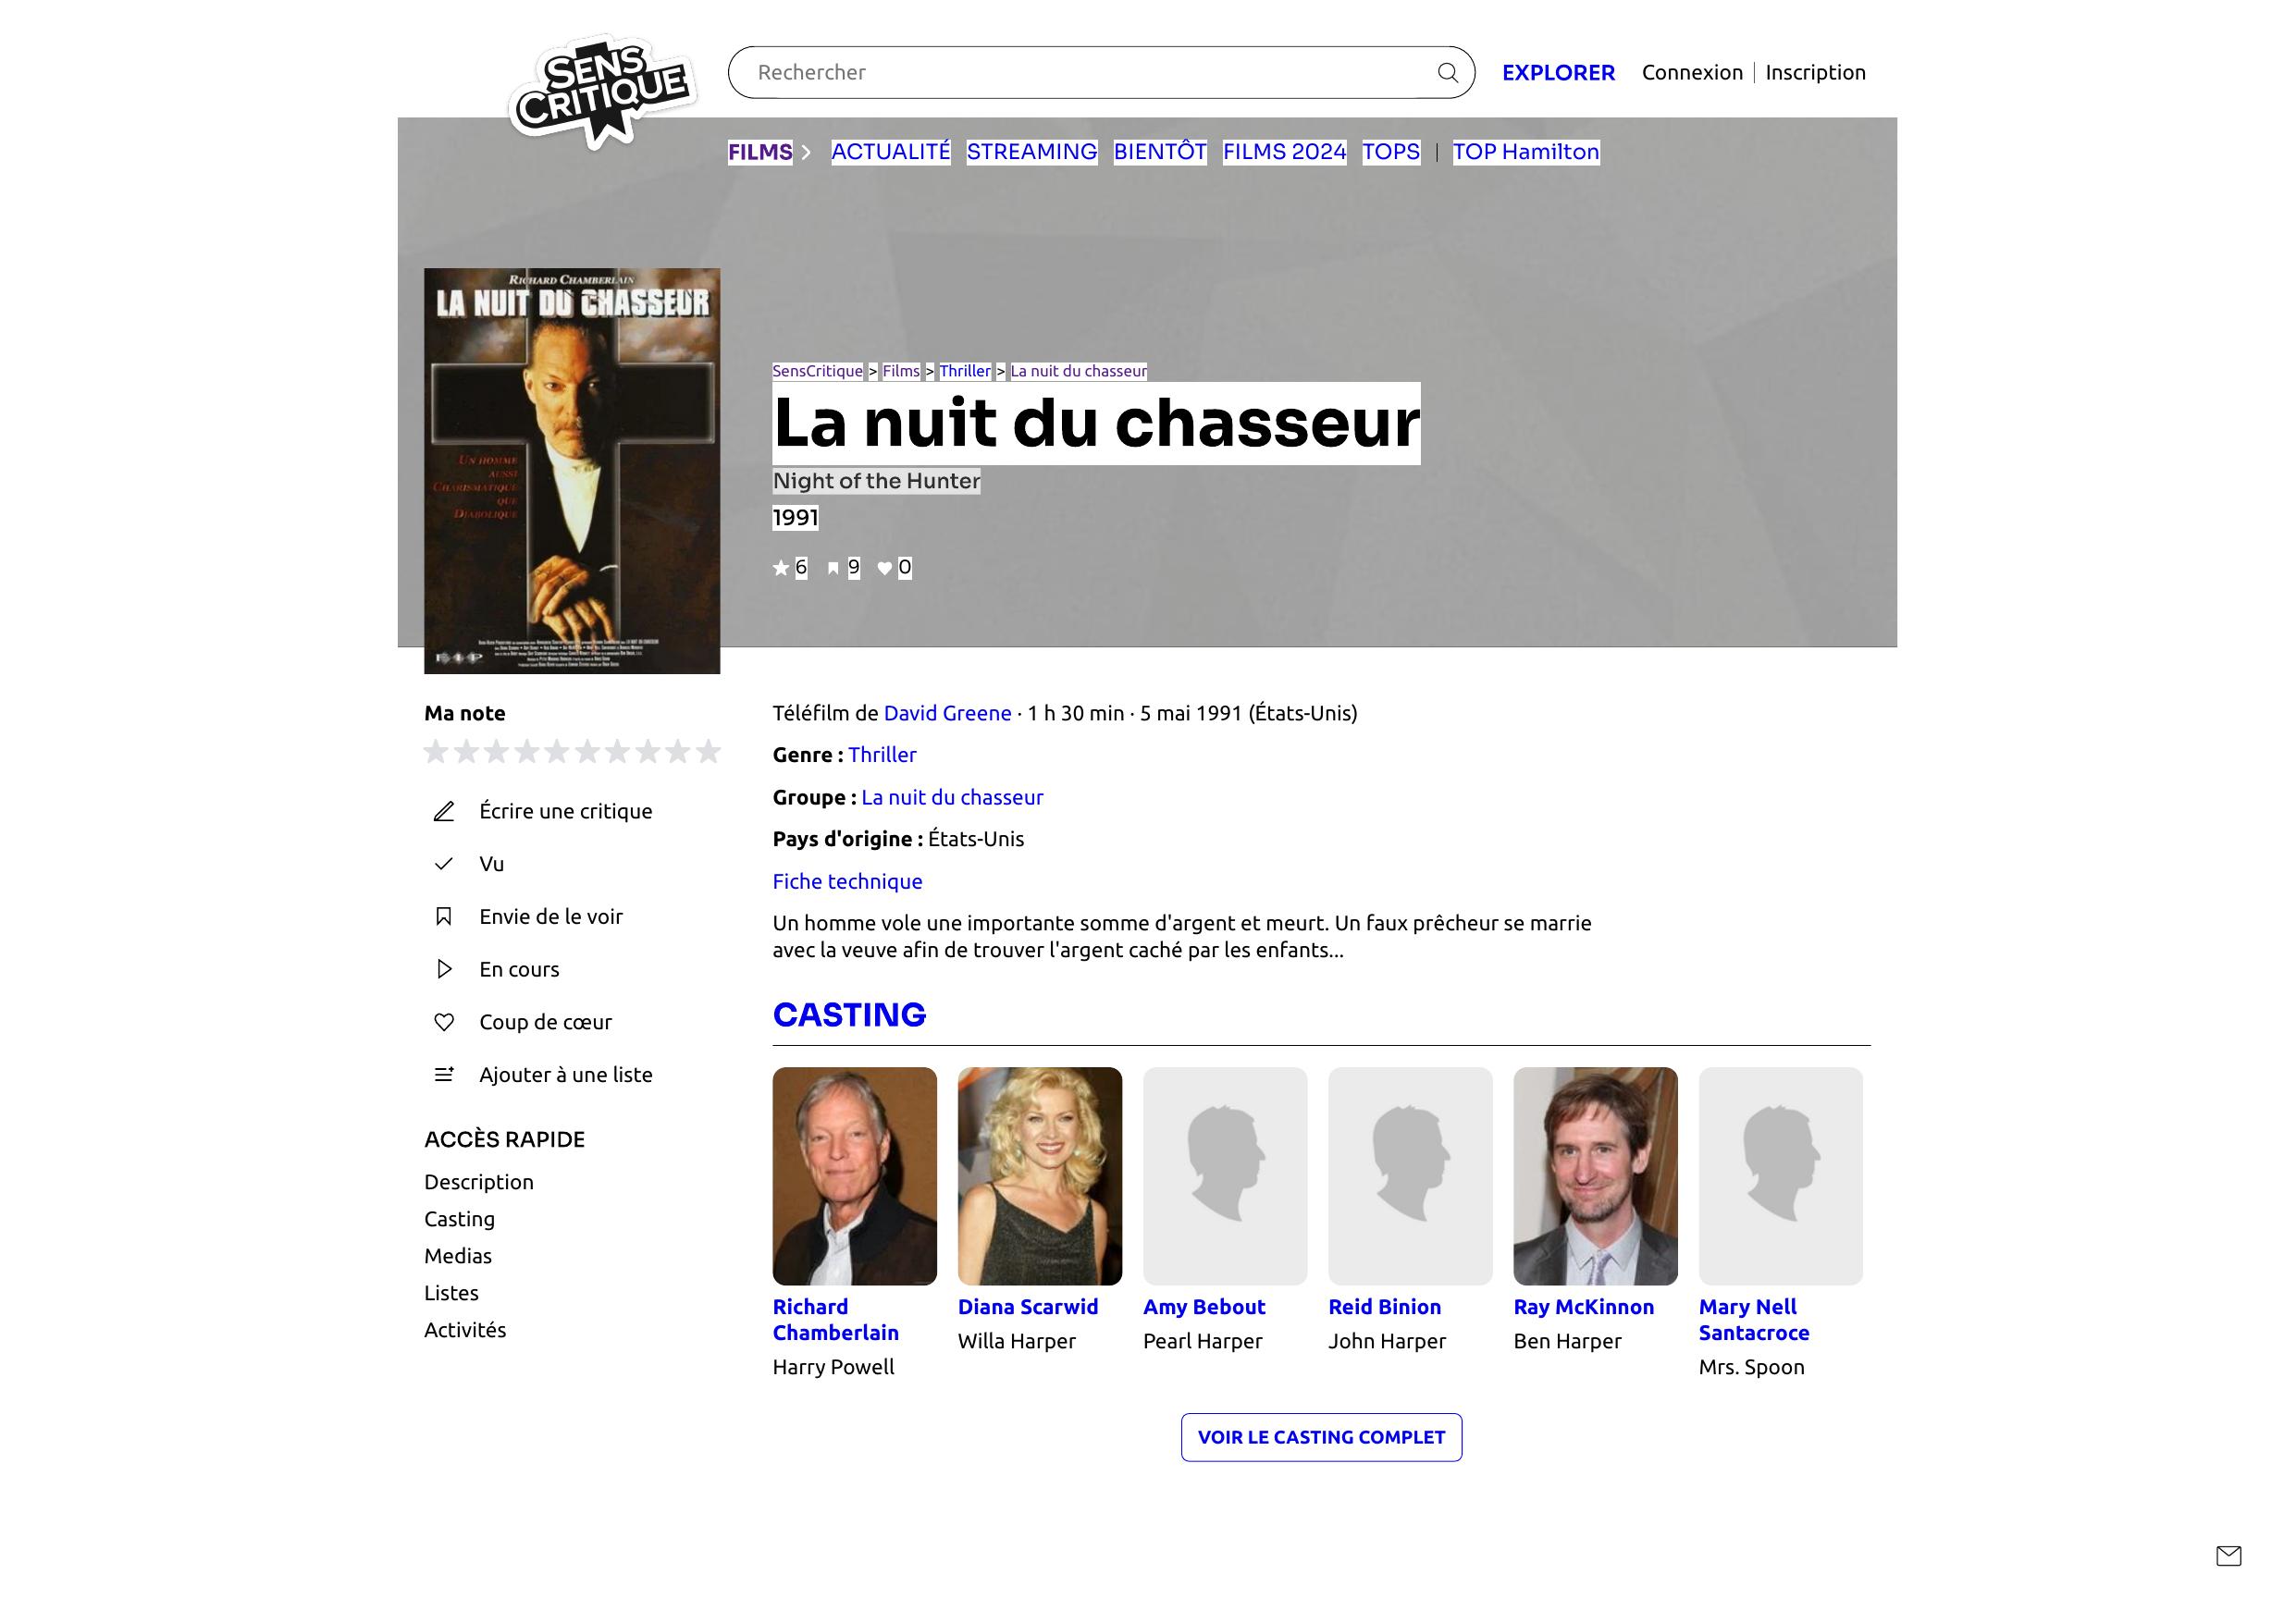 SENS
CRITIQUE
Rechercher
EXPLORER
Connexion
Inscription
FILMS
ACTUALITÉ
STREAMING
BIENTÔT
FILMS 2024
TOPS
TOP Hamilton
RICHARD CHAMBERLAIN
LA NUIT DU CHASSEUR
UN HOMME
AUSSI
CHARISMATIQUE
QUE
DIABOLIQUE
SensCritique > Films > Thriller > La nuit du chasseur
La nuit du chasseur
Night of the Hunter
1991
6
9
0
Ma note
Écrire une critique
Vu
Envie de le voir
En cours
Coup de cœur
Ajouter à une liste
ACCÈS RAPIDE
Description
Casting
Medias
Listes
Activités
Téléfilm de David Greene · 1 h 30 min · 5 mai 1991 (États-Unis)
Genre : Thriller
Groupe : La nuit du chasseur
Pays d'origine : États-Unis
Fiche technique
Un homme vole une importante somme d'argent et meurt. Un faux prêcheur se marie
avec la veuve afin de trouver l'argent caché par les enfants...
CASTING
Richard
Chamberlain
Harry Powell
Diana Scarwid
Willa Harper
Amy Bebout
Pearl Harper
Reid Binion
John Harper
Ray McKinnon
Ben Harper
Mary Nell
Santacroce
Mrs. Spoon
VOIR LE CASTING COMPLET